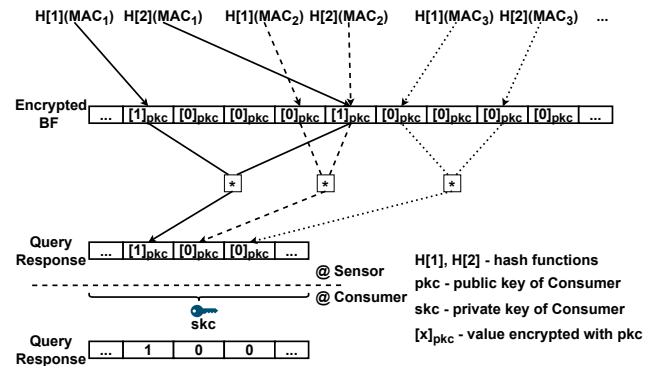 H[1](MAC1) H[2](MAC1) H[1](MAC2) H[2](MAC2) H[1](MAC3) H[2](MAC3) ...
Encrypted
BF
... [1]pkc [0]pkc [0]pkc [0]pkc [1]pkc [0]pkc [0]pkc [0]pkc [0]pkc ...
* * *
Query
Response
... [1]pkc [0]pkc [0]pkc ...
@ Sensor
@ Consumer
skc
Query
Response
... 1 0 0 ...
H[1], H[2] - hash functions
pkc - public key of Consumer
skc - private key of Consumer
[x]pkc - value encrypted with pkc